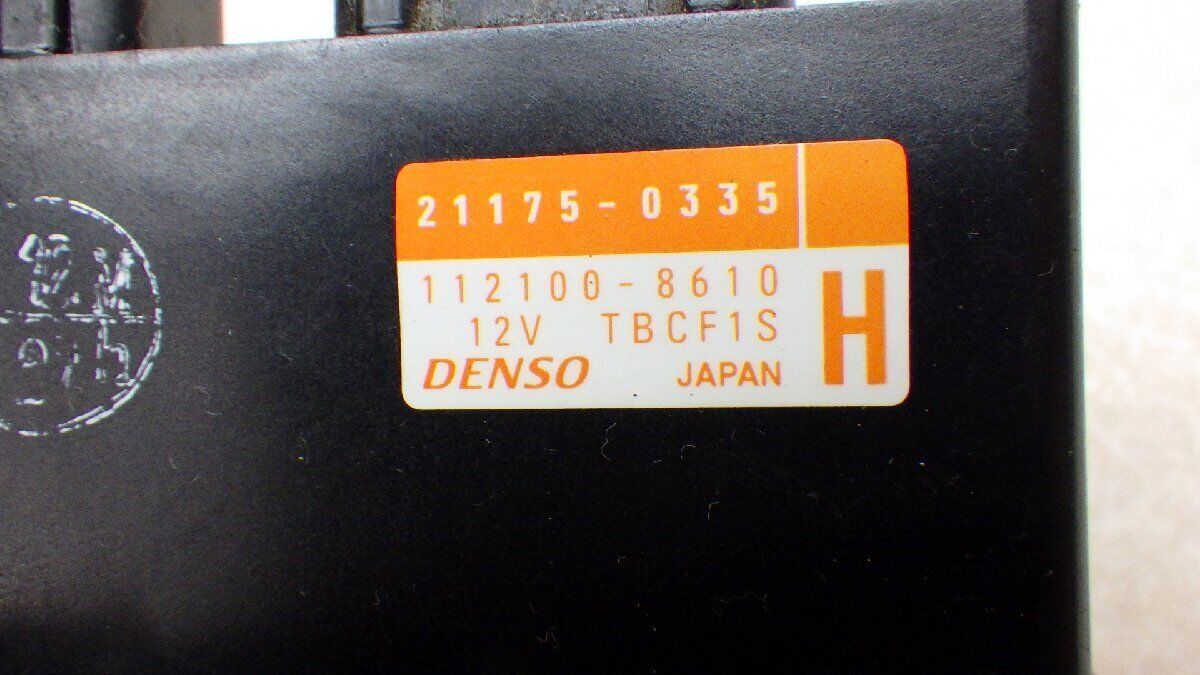 21175-0335
112100-8610
12V TBCF1S
H
DENSO JAPAN